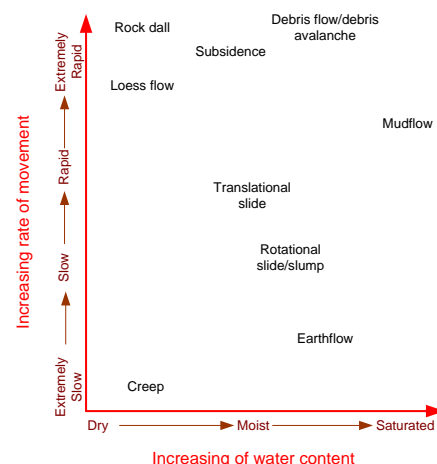 Rock dall
Debris flow/debris
avalanche
Subsidence
Loess flow
Mudflow
Translational
slide
Rotational
slide/slump
Earthflow
Creep
Increasing rate of movement
Extremely
Rapid
Rapid
Slow
Extremely
Slow
Dry
Moist
Saturated
Increasing of water content